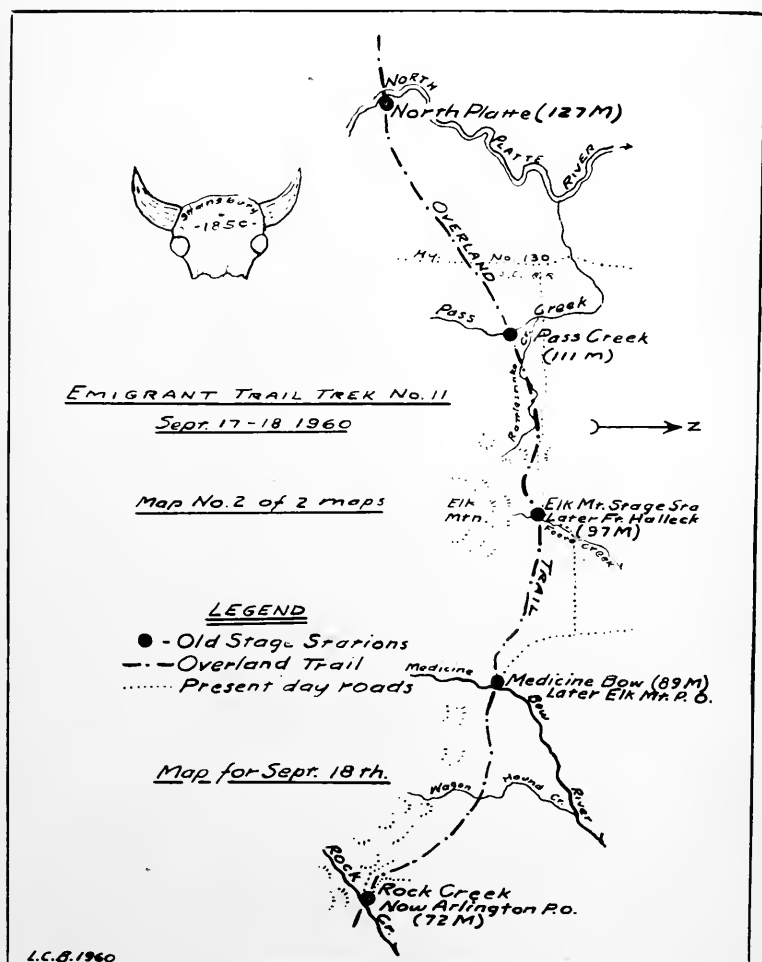 NORTH
North Platte (127M)
PLATTE
RIVER
Stansbury
-1850-
OVERLAND
Hy. No. 130
Pass Creek
Pass Creek
(111 M)
EMIGRANT TRAIL TREK No. 11
Sept. 17-18 1960
Z
Map No. 2 of 2 maps
Elk
Mtn.
Elk Mt. Stage Sta
Later Ft. Halleck
(97M)
Foote Creek
TRAIL
LEGEND
- Old Stage Stations
- Overland Trail
Present day roads
Medicine Bow River
Medicine Bow (89M)
Later Elk Mt. P.O.
Map for Sept. 18th.
Wagon Hound Cr.
ROCK Cr.
Rock Creek
Now Arlington P.O.
(72M)
L.C.B. 1960